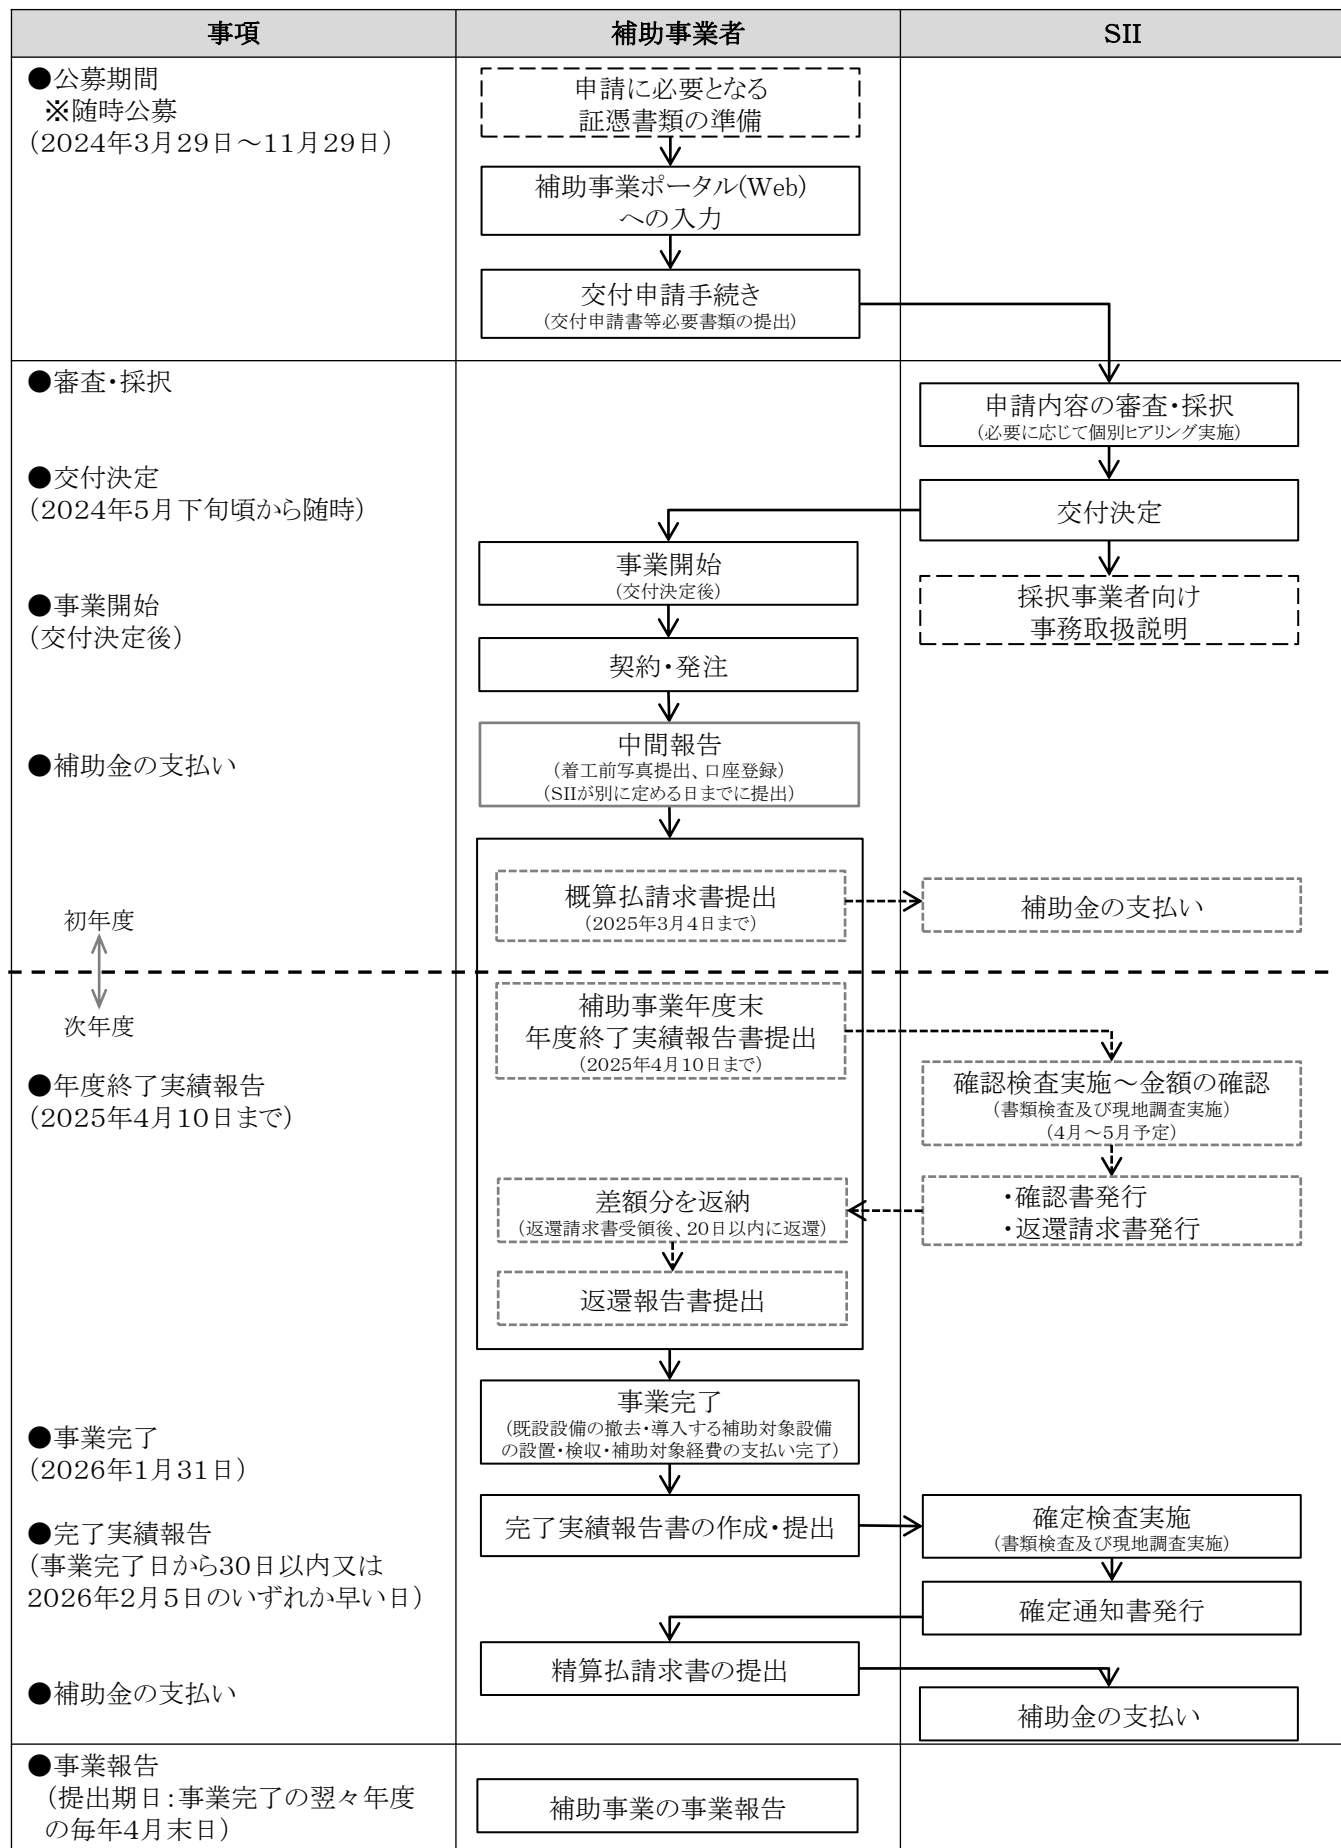 事項
補助事業者
SII
●公募期間
※随時公募
(2024年3月29日～11月29日)
申請に必要となる
証憑書類の準備
補助事業ポータル(Web)
への入力
交付申請手続き
(交付申請書等必要書類の提出)
●審査・採択
申請内容の審査・採択
(必要に応じて個別ヒアリング実施)
●交付決定
(2024年5月下旬頃から随時)
交付決定
事業開始
(交付決定後)
●事業開始
(交付決定後)
採択事業者向け
事務取扱説明
契約・発注
●補助金の支払い
中間報告
(着工前写真提出、口座登録)
(SIIが別に定める日までに提出)
概算払請求書提出
(2025年3月4日まで)
補助金の支払い
初年度
次年度
補助事業年度末
年度終了実績報告書提出
(2025年4月10日まで)
●年度終了実績報告
(2025年4月10日まで)
確認検査実施～金額の確認
(書類検査及び現地調査実施)
(4月～5月予定)
差額分を返納
(返還請求書受領後、20日以内に返還)
・確認書発行
・返還請求書発行
返還報告書提出
事業完了
(既設設備の撤去・導入する補助対象設備
の設置・検収・補助対象経費の支払い完了)
●事業完了
(2026年1月31日)
●完了実績報告
(事業完了日から30日以内又は
2026年2月5日のいずれか早い日)
完了実績報告書の作成・提出
確定検査実施
(書類検査及び現地調査実施)
確定通知書発行
精算払請求書の提出
●補助金の支払い
補助金の支払い
●事業報告
(提出期日:事業完了の翌々年度
の毎年4月末日)
補助事業の事業報告